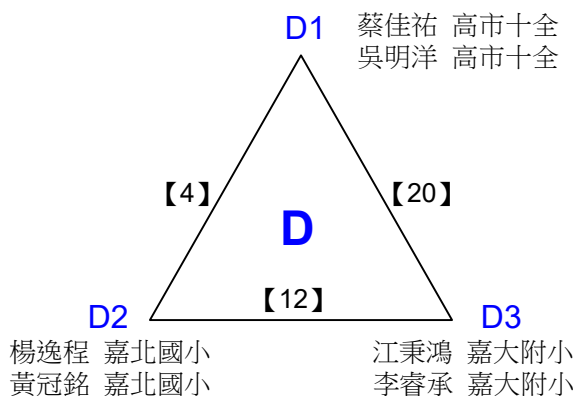 D1
蔡佳祐 高市十全
吳明洋 高市十全
【4】
【20】
D
【12】
D2
楊逸程 嘉北國小
黃冠銘 嘉北國小
D3
江秉鴻 嘉大附小
李睿承 嘉大附小